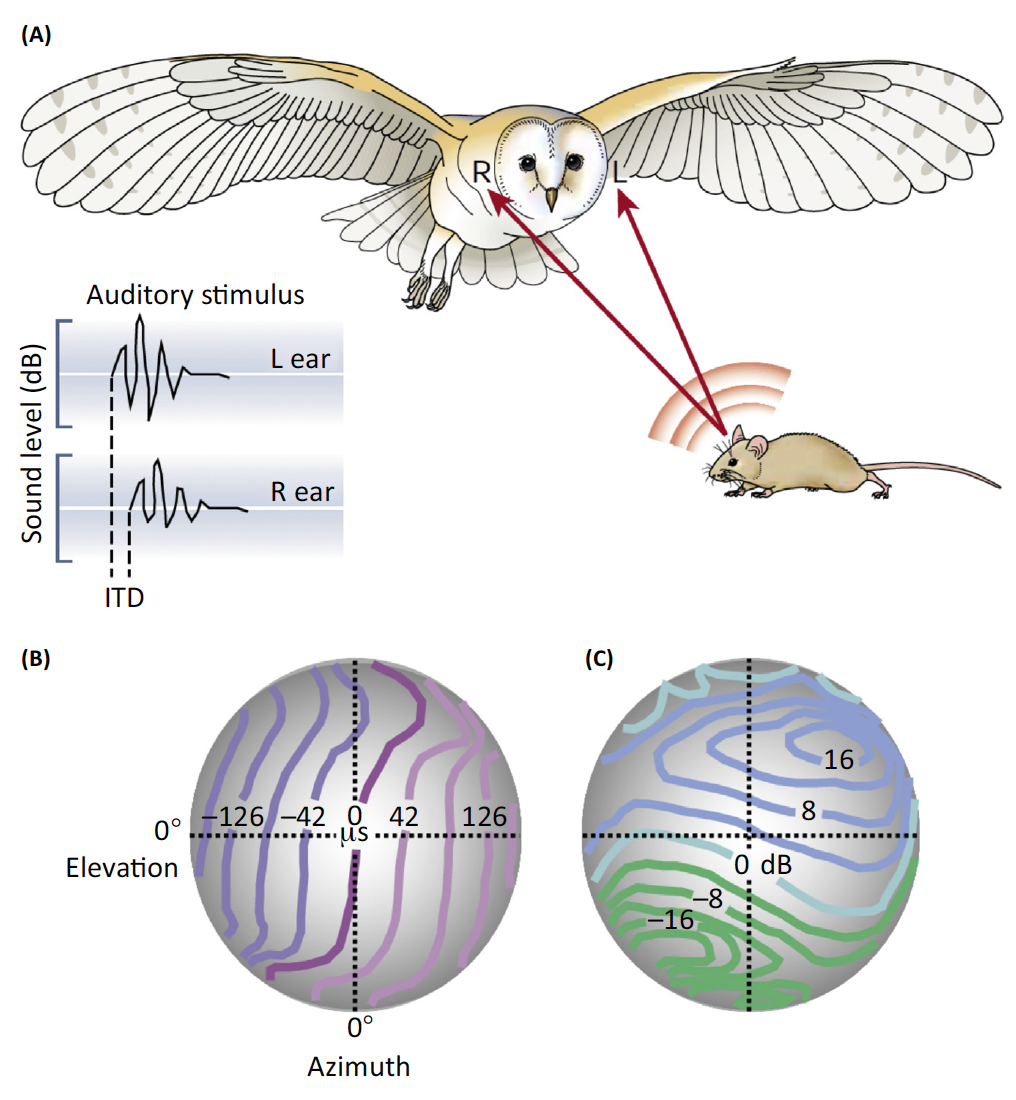 (A)
R
L
Auditory stimulus
Sound level (dB)
L ear
R ear
ITD
(B)
–126
–42
0
42
126
μs
0°
Elevation
0°
Azimuth
(C)
16
8
0 dB
–8
–16